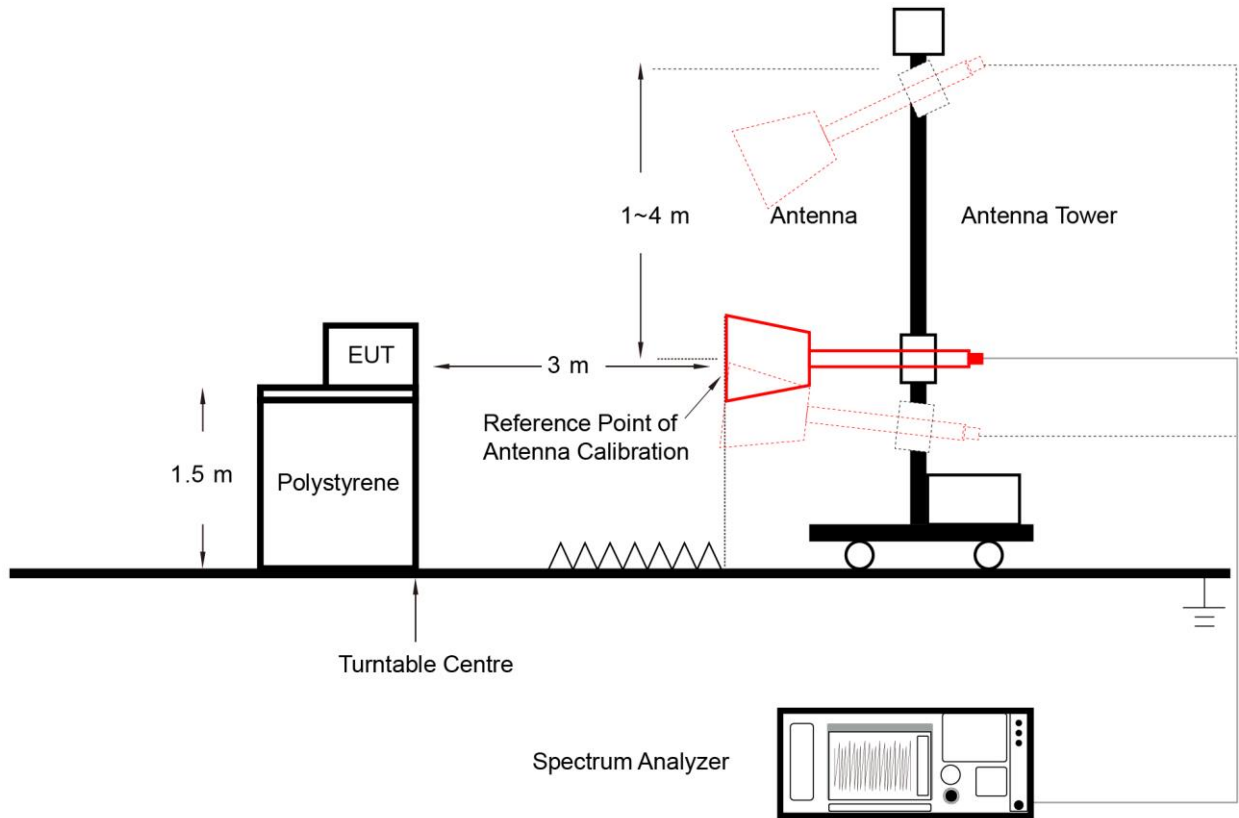 1~4 m
Antenna
Antenna Tower
EUT
3 m
Reference Point of
Antenna Calibration
1.5 m
Polystyrene
Turntable Centre
Spectrum Analyzer